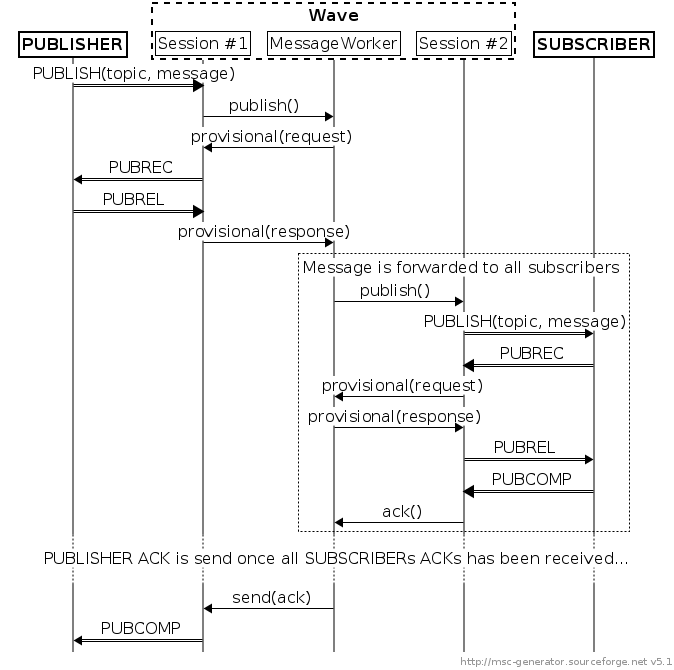 Wave
PUBLISHER
Session #1
MessageWorker
Session #2
SUBSCRIBER
PUBLISH(topic, message)
publish()
provisional(request)
PUBREC
PUBREL
provisional(response)
Message is forwarded to all subscribers
publish()
PUBLISH(topic, message)
PUBREC
provisional(request)
provisional(response)
PUBREL
PUBCOMP
ack()
PUBLISHER ACK is send once all SUBSCRIBERs ACKs has been received...
send(ack)
PUBCOMP
http://msc-generator.sourceforge.net v5.1